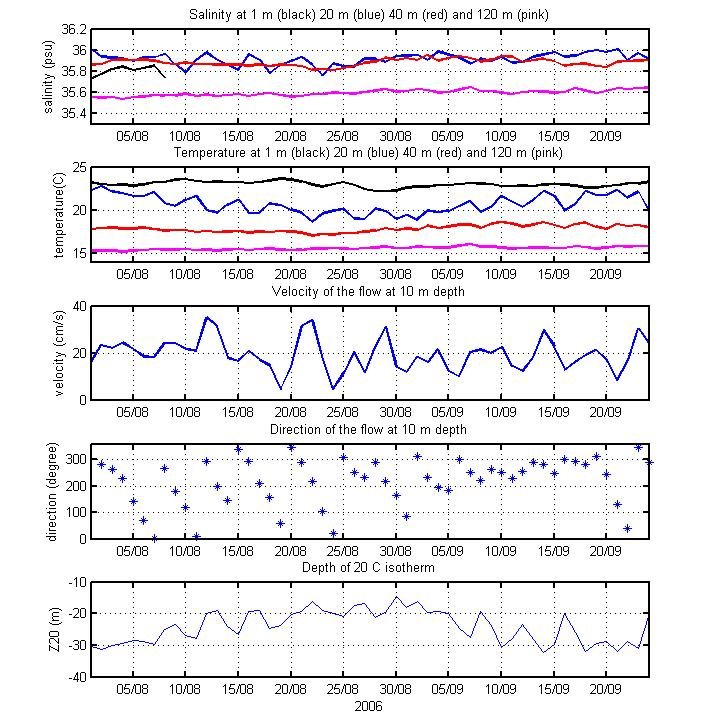 Salinity at 1 m (black) 20 m (blue) 40 m (red) and 120 m (pink)
36.2
36
35.8
35.6
35.4
salinity (psu)
05/08 10/08 15/08 20/08 25/08 30/08 05/09 10/09 15/09 20/09
Temperature at 1 m (black) 20 m (blue) 40 m (red) and 120 m (pink)
25
20
15
temperature(C)
05/08 10/08 15/08 20/08 25/08 30/08 05/09 10/09 15/09 20/09
Velocity of the flow at 10 m depth
40
20
0
velocity (cm/s)
05/08 10/08 15/08 20/08 25/08 30/08 05/09 10/09 15/09 20/09
Direction of the flow at 10 m depth
300
200
100
0
direction (degree)
05/08 10/08 15/08 20/08 25/08 30/08 05/09 10/09 15/09 20/09
Depth of 20 C isotherm
-10
-20
-30
-40
Z20 (m)
05/08 10/08 15/08 20/08 25/08 30/08 05/09 10/09 15/09 20/09
2006